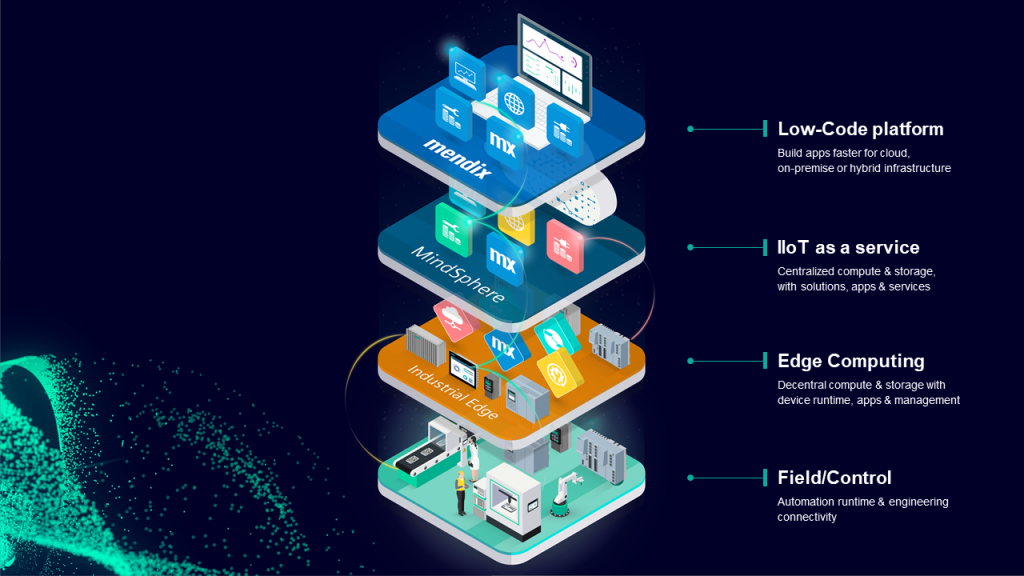 mx
mendix
Low-Code platform
Build apps faster for cloud,
on-premise or hybrid infrastructure
mx
MindSphere
IIoT as a service
Centralized compute & storage,
with solutions, apps & services
mx
Industrial Edge
Edge Computing
Decentral compute & storage with
device runtime, apps & management
Field/Control
Automation runtime & engineering
connectivity